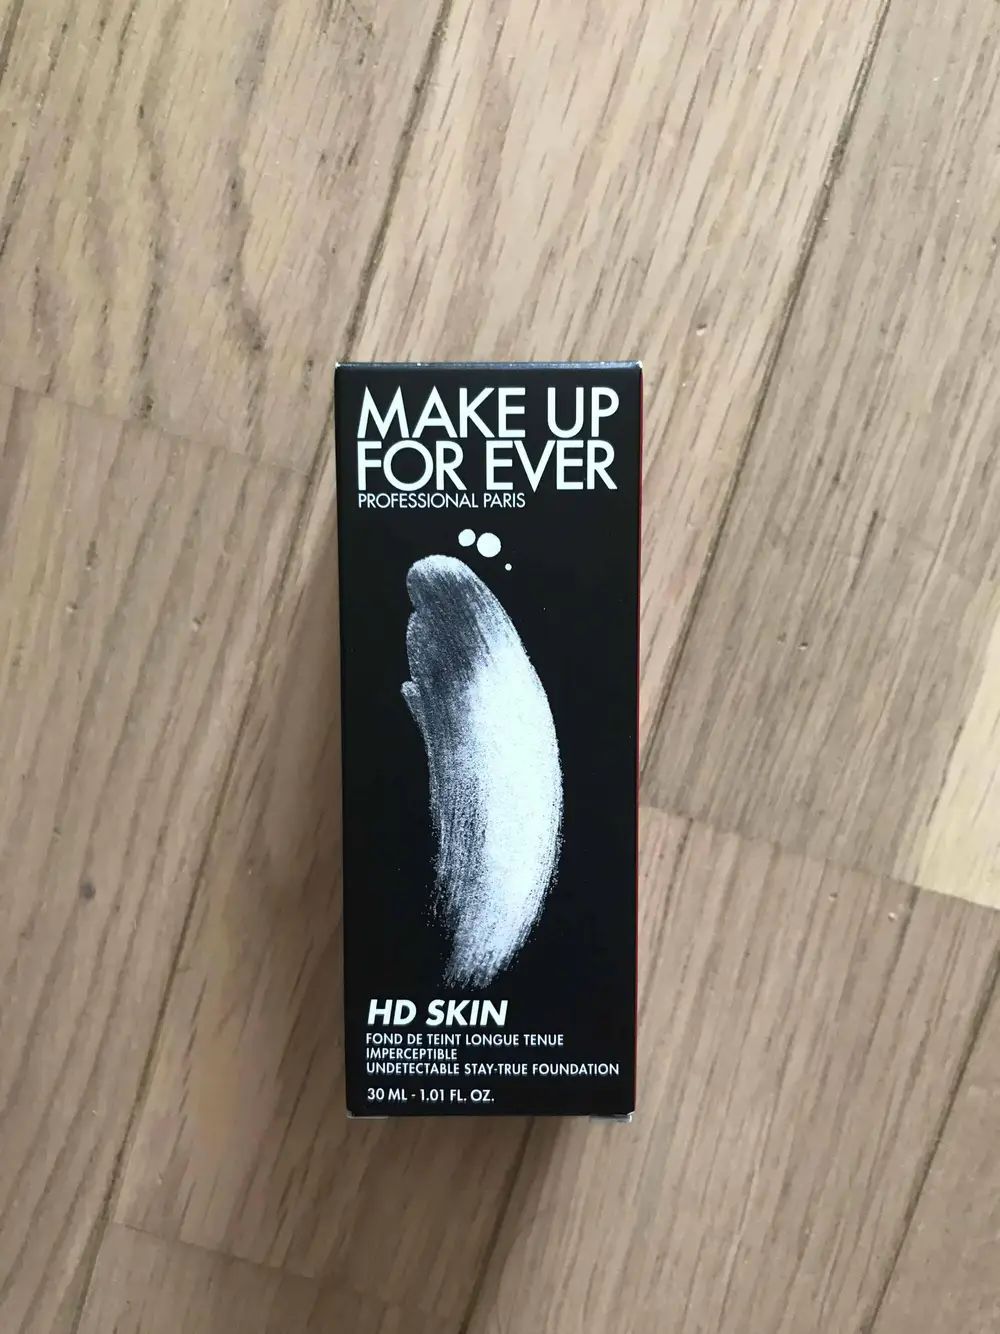 MAKE UP
FOR EVER
PROFESSIONAL PARIS
HD SKIN
FOND DE TEINT LONGUE TENUE
IMPERCEPTIBLE
UNDETECTABLE STAY-TRUE FOUNDATION
30 ML - 1.01 FL. OZ.